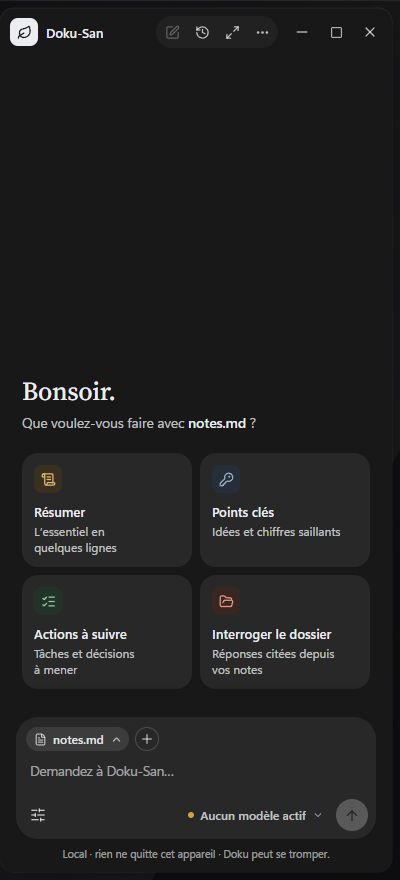 Doku-San
Bonsoir.
Que voulez-vous faire avec notes.md ?
Résumer
L'essentiel en
quelques lignes
Points clés
Idées et chiffres saillants
Actions à suivre
Tâches et décisions
à mener
Interroger le dossier
Réponses citées depuis
vos notes
notes.md
Demandez à Doku-San...
Aucun modèle actif
Local · rien ne quitte cet appareil · Doku peut se tromper.